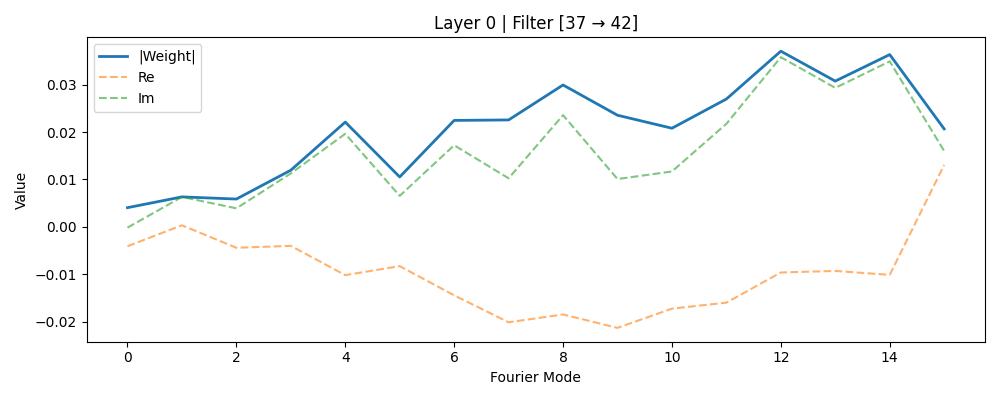 Layer 0 | Filter [37 → 42]
|Weight|
Re
Im
Value
0.03
0.02
0.01
0.00
−0.01
−0.02
0 2 4 6 8 10 12 14
Fourier Mode